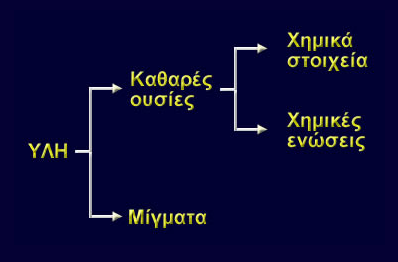 Χημικά
στοιχεία
Καθαρές
ουσίες
Χημικές
ενώσεις
ΥΛΗ
Μίγματα